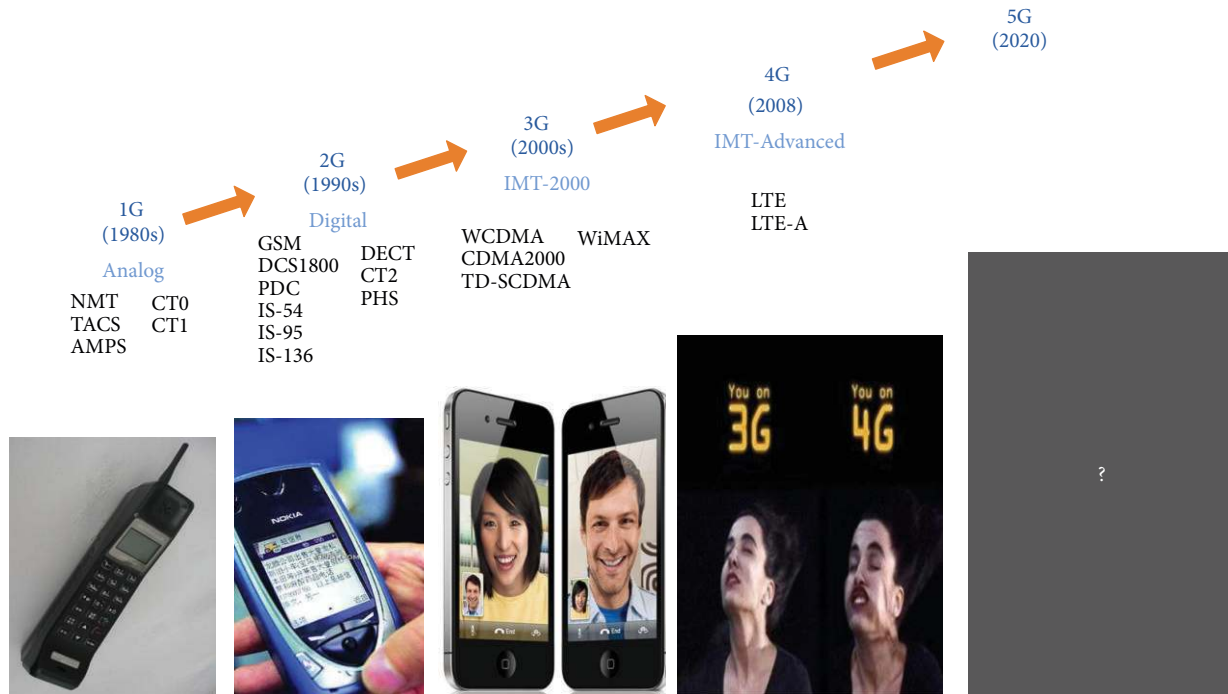 5G
(2020)
4G
(2008)
IMT-Advanced
LTE
LTE-A
3G
(2000s)
IMT-2000
WCDMA
CDMA2000
TD-SCDMA
WiMAX
2G
(1990s)
Digital
GSM
DCS1800
PDC
IS-54
IS-95
IS-136
DECT
CT2
PHS
1G
(1980s)
Analog
NMT
TACS
AMPS
CT0
CT1
NOKIA
End
End
You on
3G
You on
4G
?